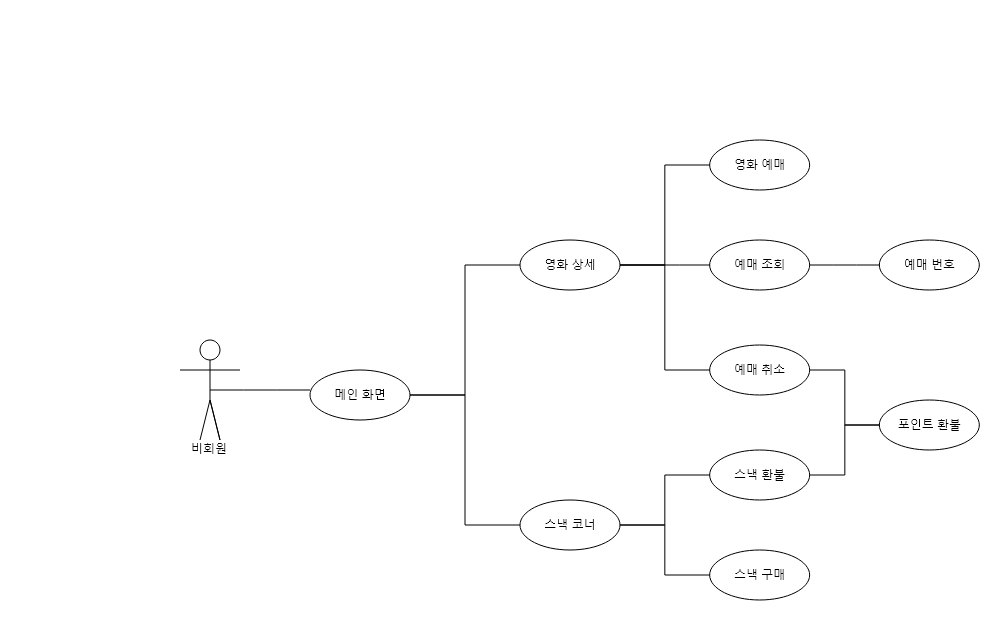 영화 예매
영화 상세
예매 조회
예매 번호
예매 취소
메인 화면
포인트 환불
비회원
스낵 환불
스낵 코너
스낵 구매